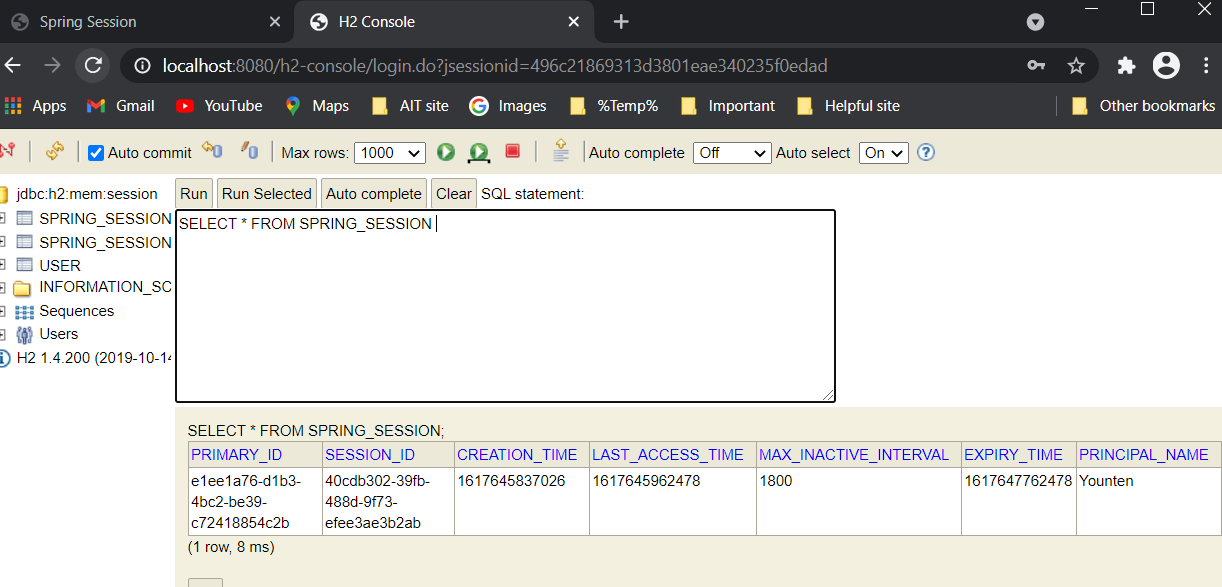 Spring Session
H2 Console
localhost:8080/h2-console/login.do?jsessionid=496c21869313d3801eae340235f0edad
Apps Gmail YouTube Maps AIT site Images %Temp% Important Helpful site Other bookmarks
Auto commit Max rows: 1000 Auto complete Off Auto select On
jdbc:h2:mem:session
SPRING_SESSION
SPRING_SESSION
USER
INFORMATION_SC
Sequences
Users
H2 1.4.200 (2019-10-14
Run Run Selected Auto complete Clear SQL statement:
SELECT * FROM SPRING_SESSION
SELECT * FROM SPRING_SESSION;
PRIMARY_ID SESSION_ID CREATION_TIME LAST_ACCESS_TIME MAX_INACTIVE_INTERVAL EXPIRY_TIME PRINCIPAL_NAME
e1ee1a76-d1b3- 40cdb302-39fb- 1617645837026 1617645962478 1800 1617647762478 Younten
4bc2-be39- 488d-9f73-
c72418854c2b efee3ae3b2ab
(1 row, 8 ms)